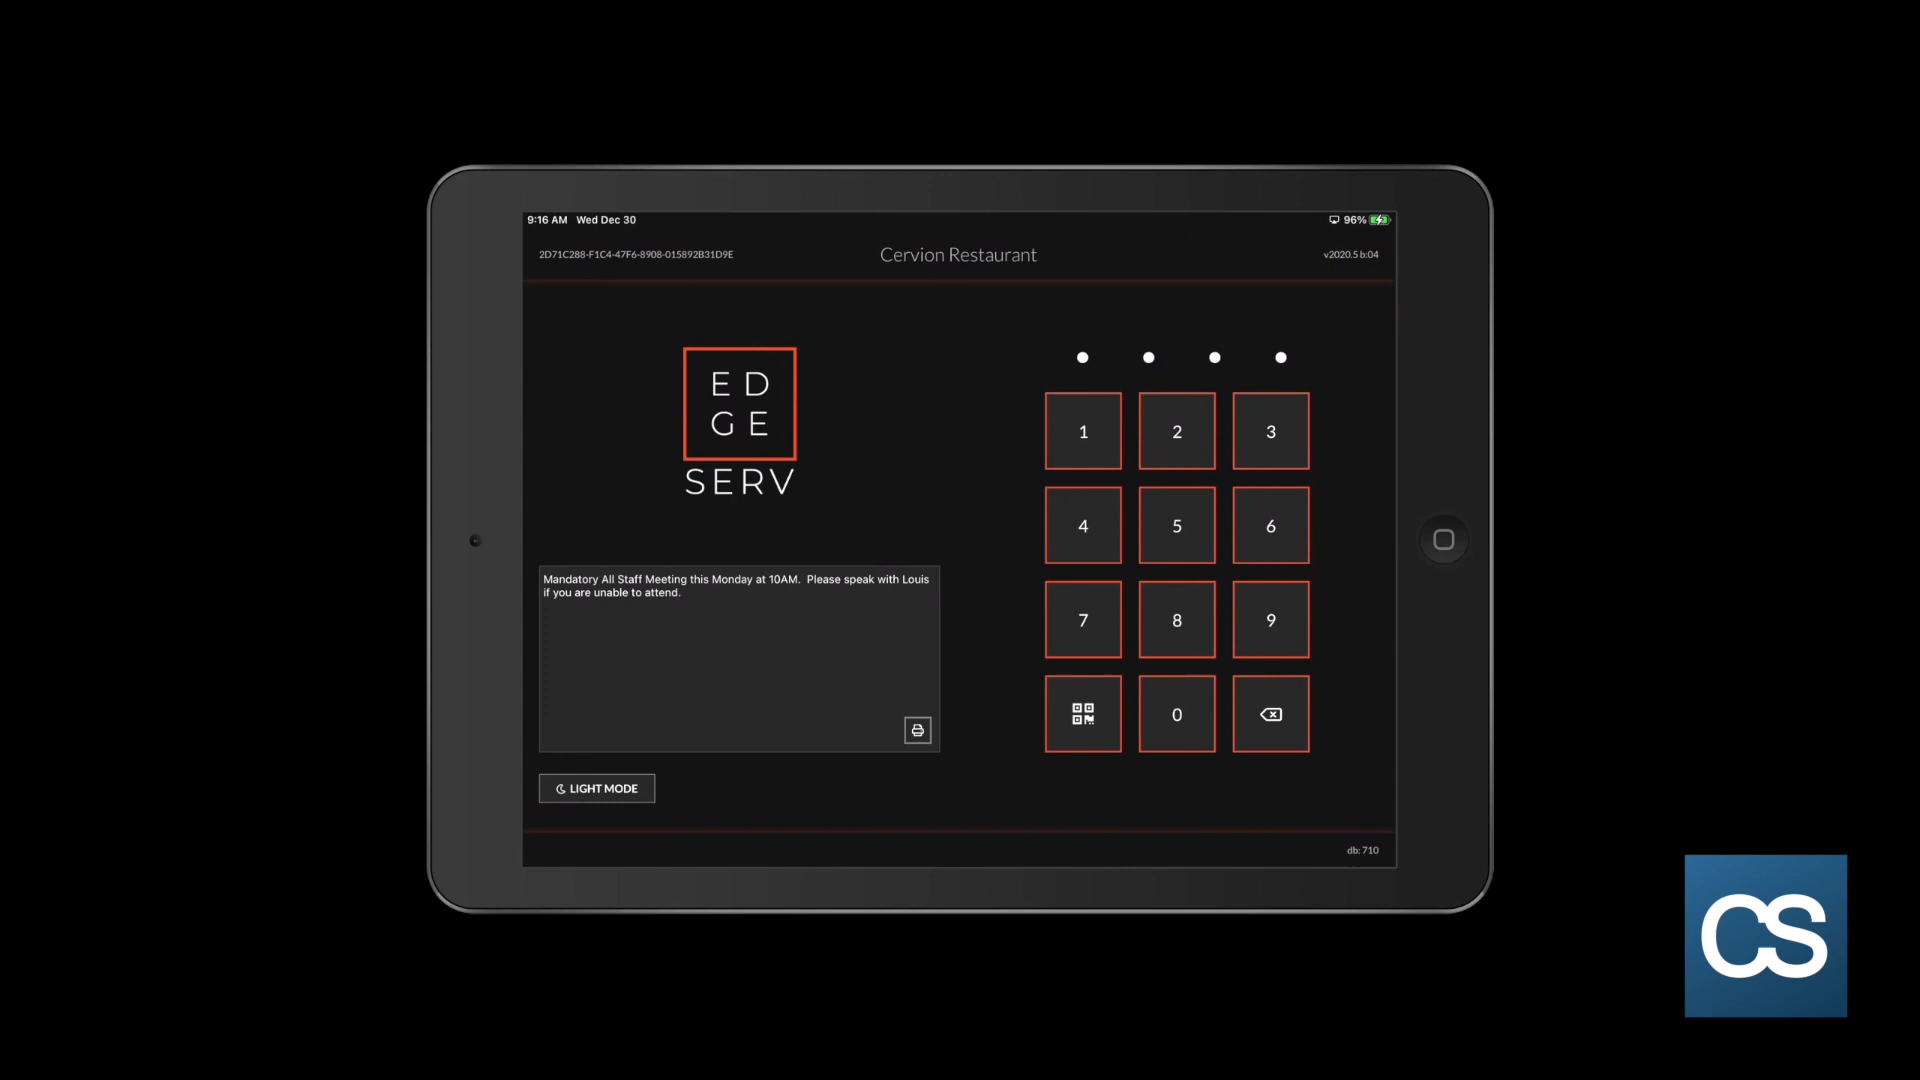 9:16 AM Wed Dec 30
96%
2D71C288-F1C4-47F6-8908-015892B31D9E
Cervion Restaurant
v2020.5 b:04
ED
GE
SERV
1 2 3
4 5 6
7 8 9
0
Mandatory All Staff Meeting this Monday at 10AM. Please speak with Louis
if you are unable to attend.
LIGHT MODE
db: 710
CS